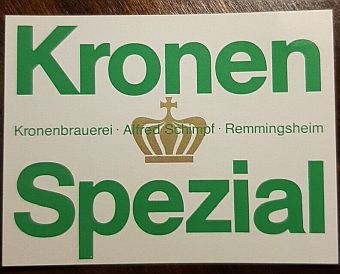 Kronen
Kronenbrauerei · Alfred Schimpf · Remmingsheim
Spezial